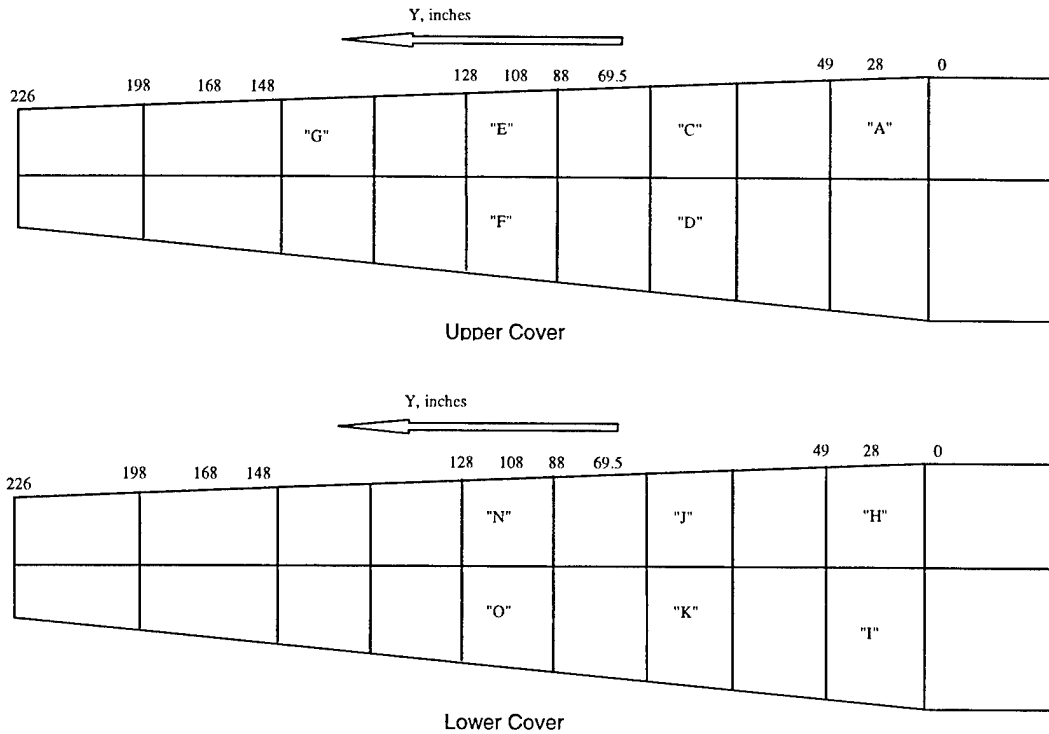 Y, inches
226 198 168 148 128 108 88 69.5 49 28 0
"G" "E" "C" "A"
"F" "D"
Upper Cover
Y, inches
226 198 168 148 128 108 88 69.5 49 28 0
"N" "J" "H"
"O" "K" "I"
Lower Cover